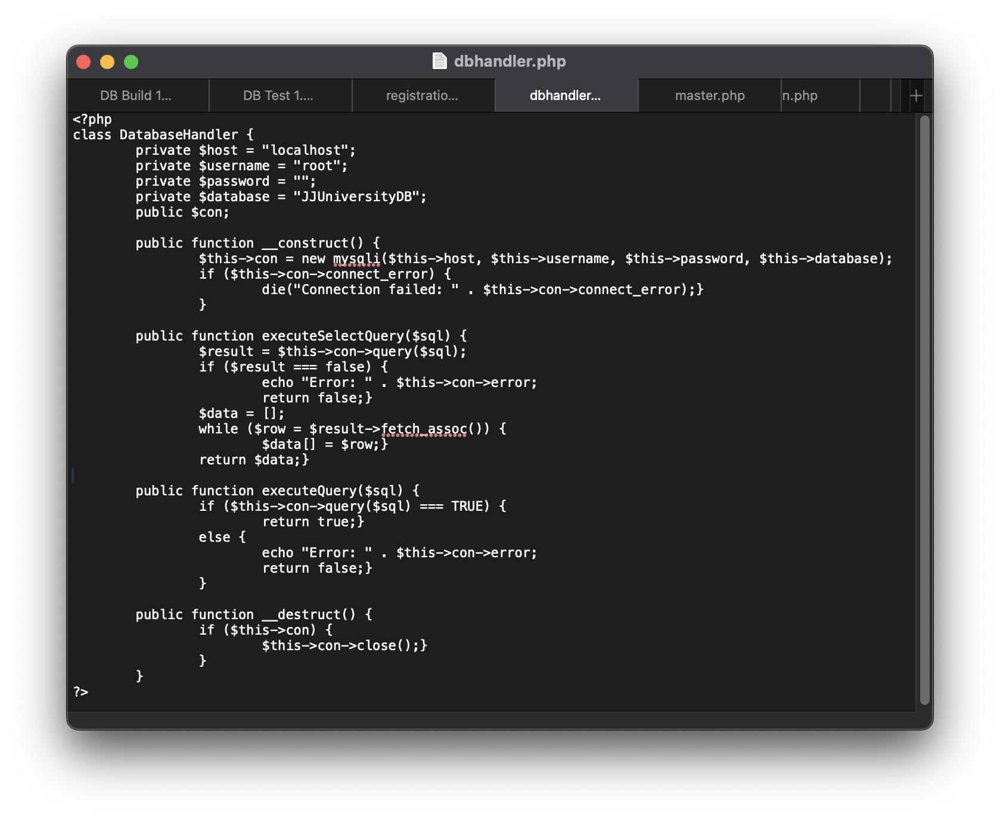 dbhandler.php
DB Build 1... DB Test 1.... registratio... dbhandler... master.php n.php +
<?php
class DatabaseHandler {
        private $host = "localhost";
        private $username = "root";
        private $password = "";
        private $database = "JJUniversityDB";
        public $con;

        public function __construct() {
                $this->con = new mysqli($this->host, $this->username, $this->password, $this->database);
                if ($this->con->connect_error) {
                        die("Connection failed: " . $this->con->connect_error);}
                }

        public function executeSelectQuery($sql) {
                $result = $this->con->query($sql);
                if ($result === false) {
                        echo "Error: " . $this->con->error;
                        return false;}
                $data = [];
                while ($row = $result->fetch_assoc()) {
                        $data[] = $row;}
                return $data;}

        public function executeQuery($sql) {
                if ($this->con->query($sql) === TRUE) {
                        return true;}
                else {
                        echo "Error: " . $this->con->error;
                        return false;}
                }

        public function __destruct() {
                if ($this->con) {
                        $this->con->close();}
                }
        }
?>